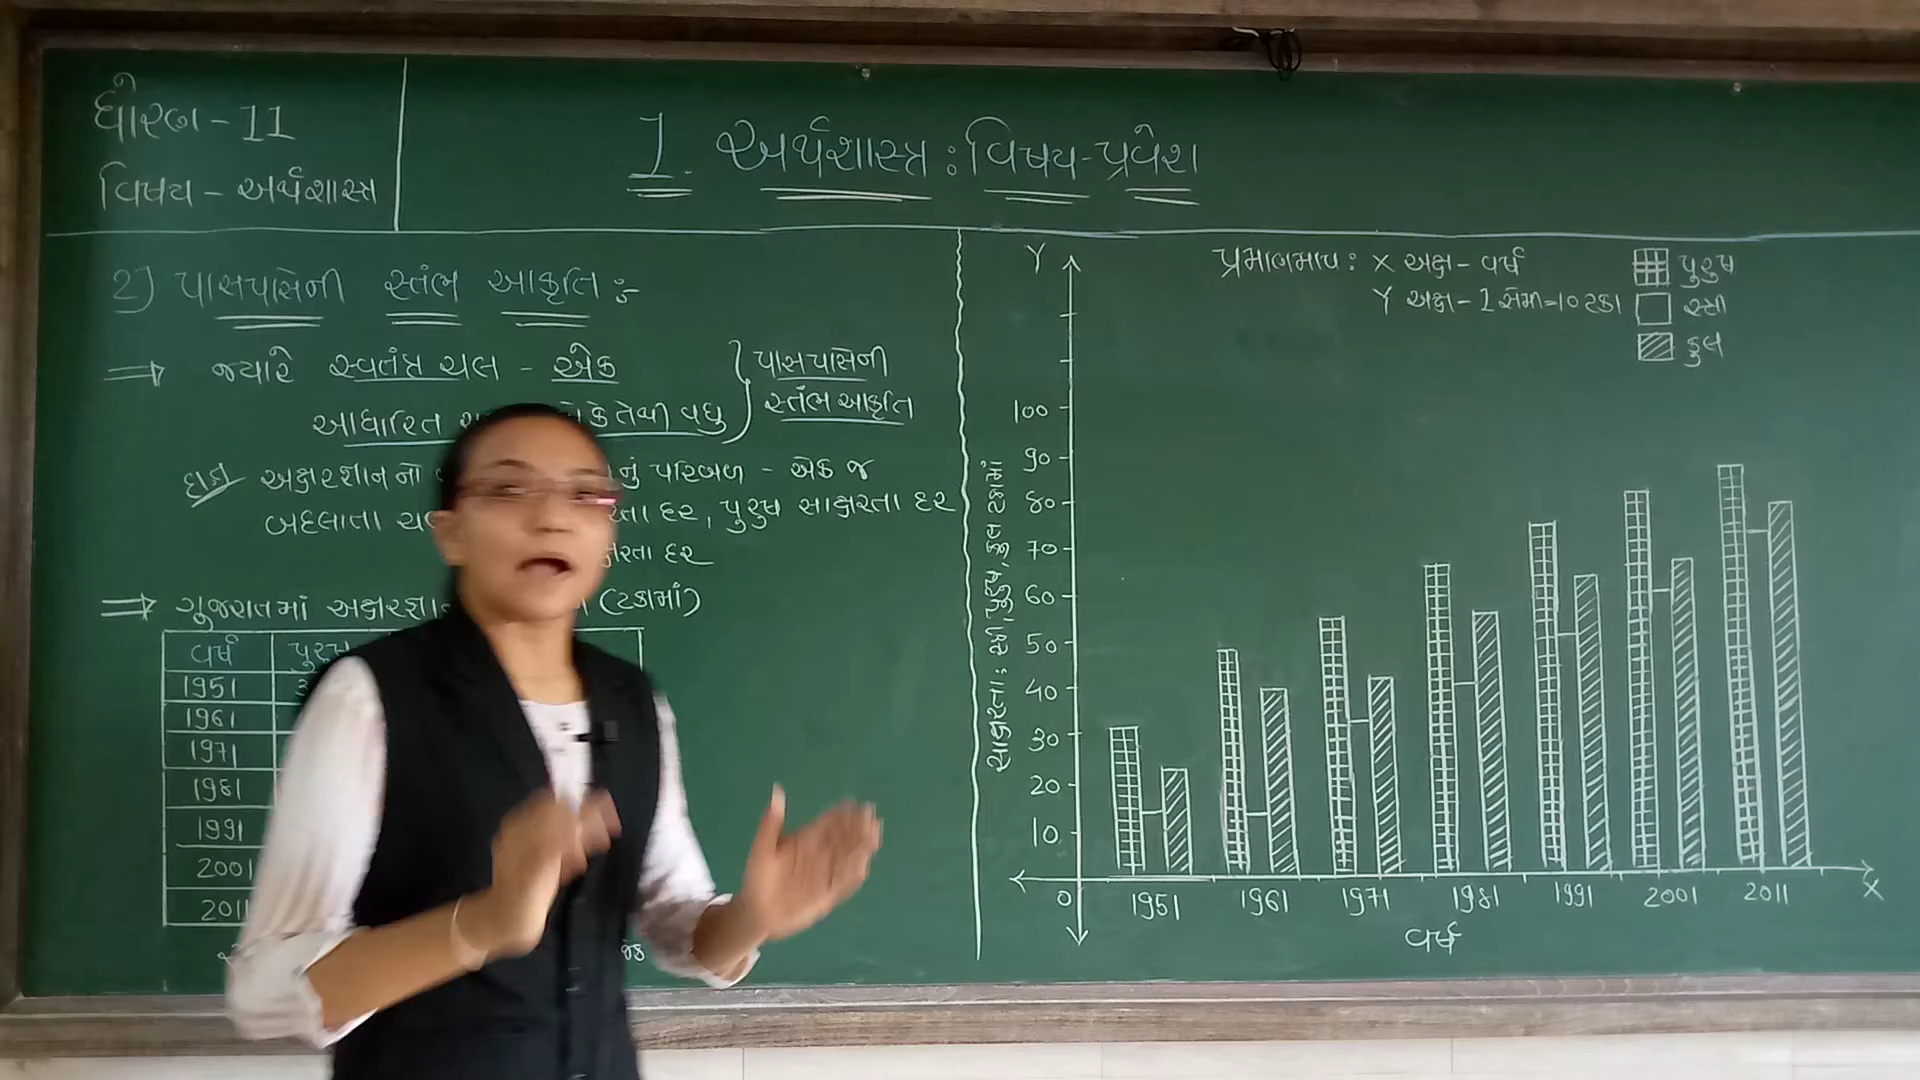 ધોરણ - 11
વિષય - અર્થશાસ્ત્ર
1. અર્થશાસ્ત્ર : વિષય-પ્રવેશ
2) પાસપાસેની સ્તંભ આકૃતિ :-
⇒ જ્યારે સ્વતંત્ર ચલ - એક
આધારિત કે તેથી વધુ
પાસપાસેની
સ્તંભ આકૃતિ
દા.ત. અક્ષરજ્ઞાનનો નું પરિબળ - એક જ
બદલાતા દર, પુરુષ સાક્ષરતા દર
દર
⇒ ગુજરાતમાં (ટકામાં)
વર્ષ
1951
1961
1971
1981
1991
2001
2011
પ્રમાણમાપ : X અક્ષ - વર્ષ
Y અક્ષ - 1 સેમી = 10 ટકા
પુરુષ
સ્ત્રી
કુલ
Y
100
90
80
70
60
50
40
30
20
10
0
સાક્ષરતા : સ્ત્રી, પુરુષ, કુલ ટકામાં
1951 1961 1971 1981 1991 2001 2011 X
વર્ષ